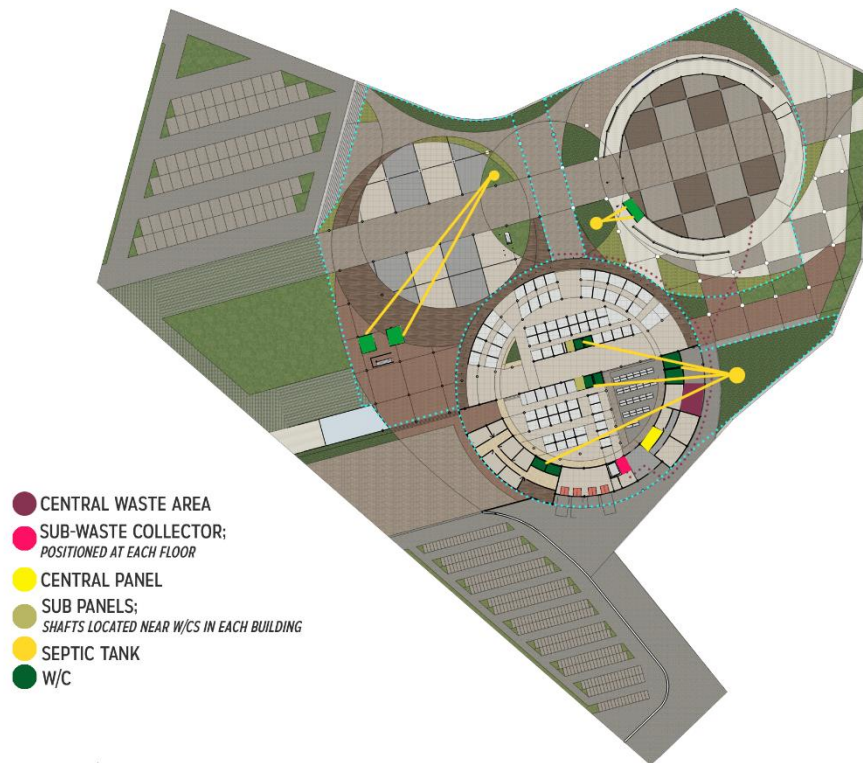 CENTRAL WASTE AREA
SUB-WASTE COLLECTOR;
POSITIONED AT EACH FLOOR
CENTRAL PANEL
SUB PANELS;
SHAFTS LOCATED NEAR W/CS IN EACH BUILDING
SEPTIC TANK
W/C